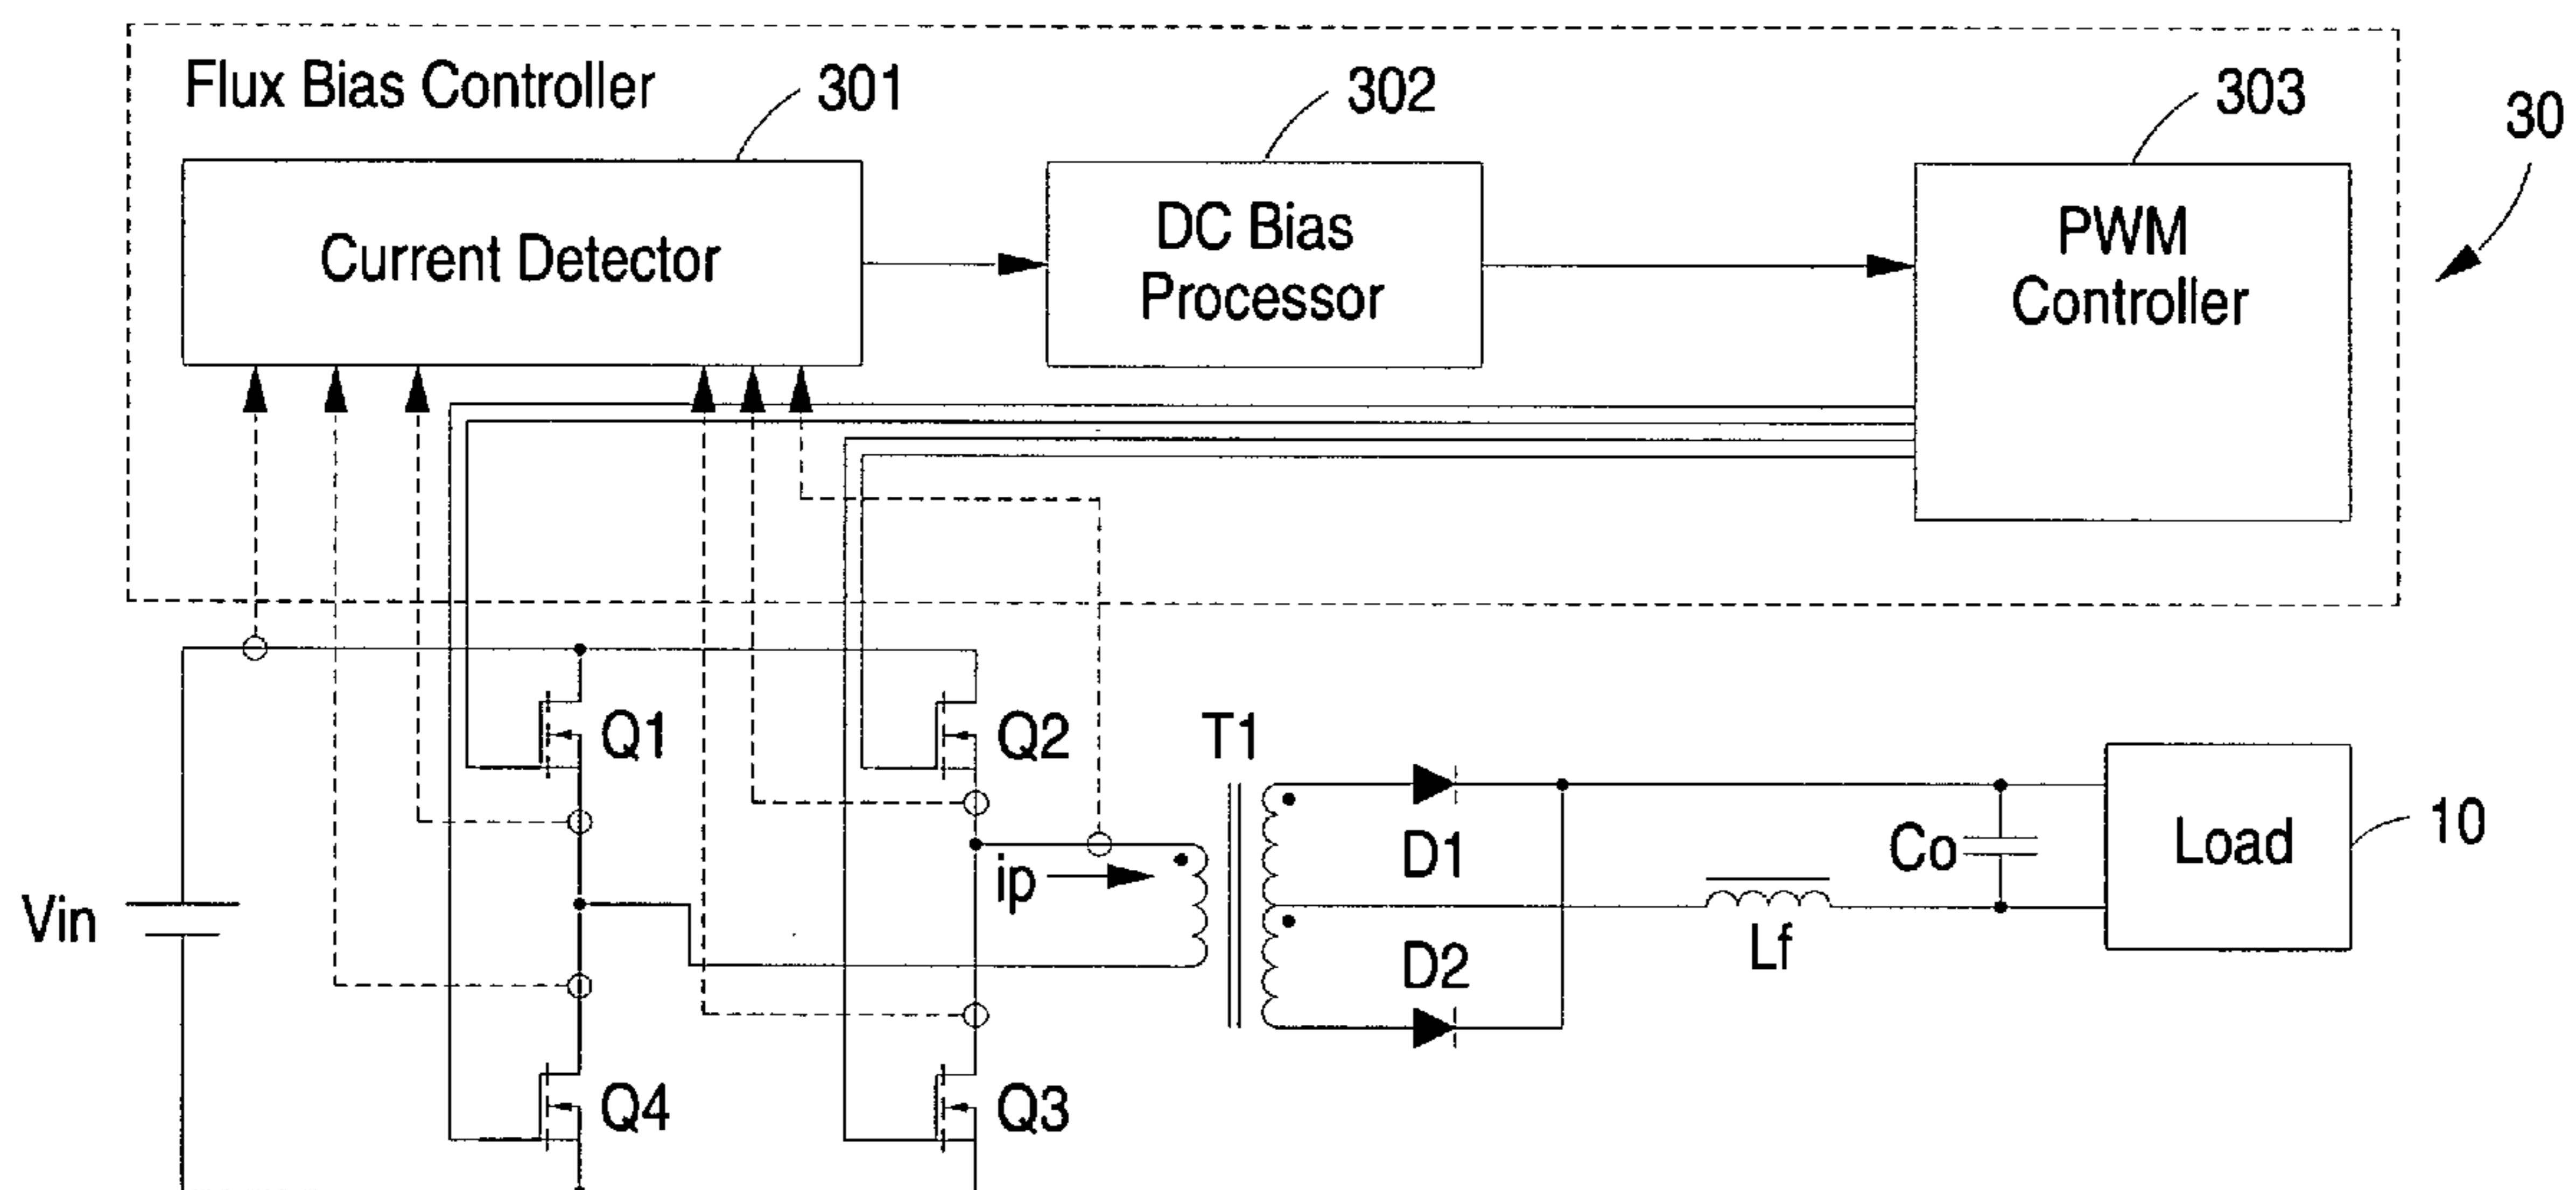 Flux Bias Controller
301
302
303
30
Current Detector
DC Bias
Processor
PWM
Controller
Q1
Q2
T1
D1
Co
Load
10
ip
Vin
D2
Lf
Q4
Q3